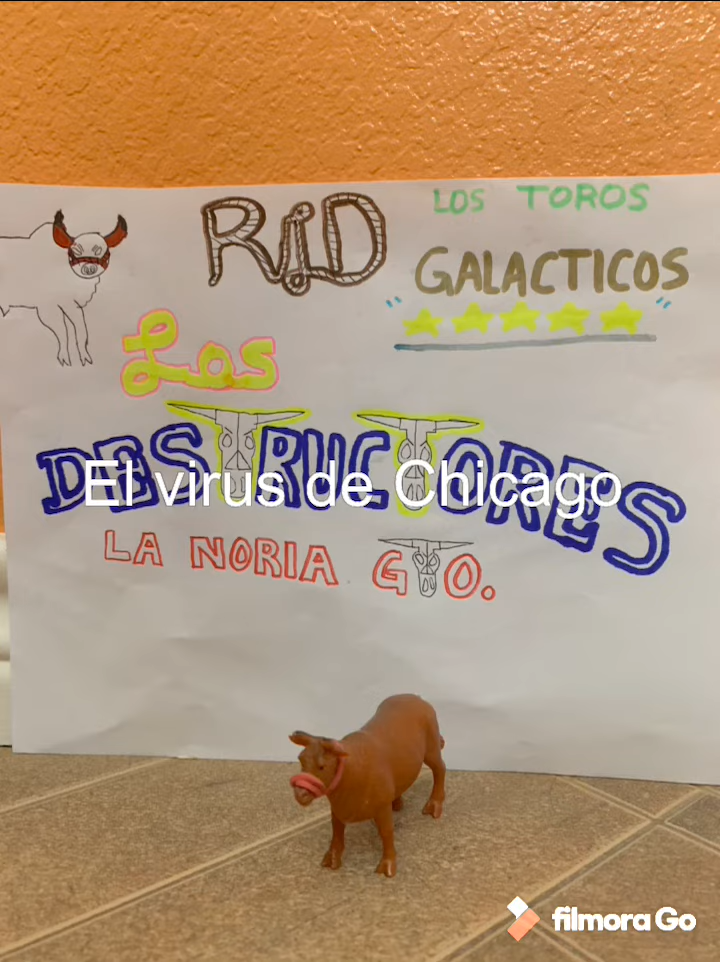 RJD
LOS TOROS
GALACTICOS
Los
DESTRUCTORES
El virus de Chicago
LA NORIA GTO.
filmora Go